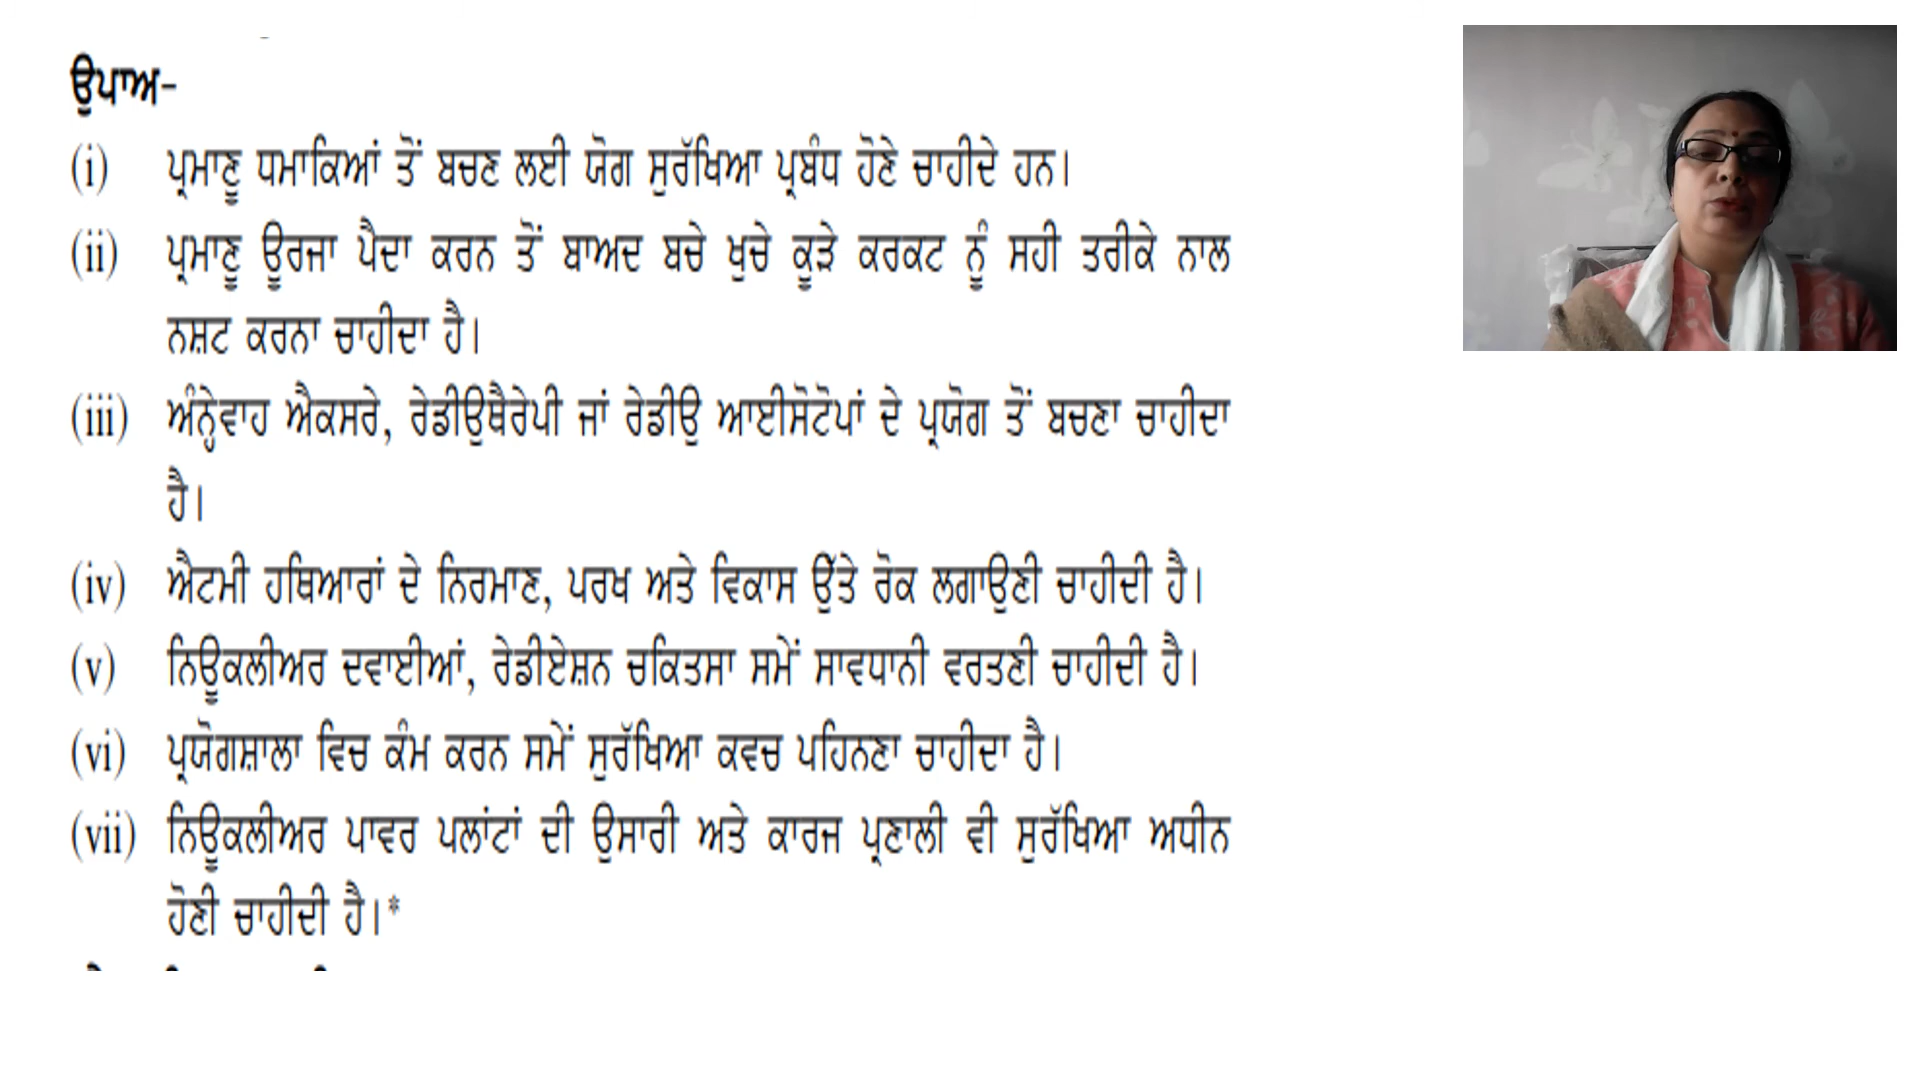 ਉਪਾਅ-
(i) ਪ੍ਰਮਾਣੂ ਧਮਾਕਿਆਂ ਤੋਂ ਬਚਣ ਲਈ ਯੋਗ ਸੁਰੱਖਿਆ ਪ੍ਰਬੰਧ ਹੋਣੇ ਚਾਹੀਦੇ ਹਨ।
(ii) ਪ੍ਰਮਾਣੂ ਊਰਜਾ ਪੈਦਾ ਕਰਨ ਤੋਂ ਬਾਅਦ ਬਚੇ ਖੁਚੇ ਕੂੜੇ ਕਰਕਟ ਨੂੰ ਸਹੀ ਤਰੀਕੇ ਨਾਲ
ਨਸ਼ਟ ਕਰਨਾ ਚਾਹੀਦਾ ਹੈ।
(iii) ਅੰਨ੍ਹੇਵਾਹ ਐਕਸਰੇ, ਰੇਡੀਉਥੈਰੇਪੀ ਜਾਂ ਰੇਡੀਉ ਆਈਸੋਟੋਪਾਂ ਦੇ ਪ੍ਰਯੋਗ ਤੋਂ ਬਚਣਾ ਚਾਹੀਦਾ
ਹੈ।
(iv) ਐਟਮੀ ਹਥਿਆਰਾਂ ਦੇ ਨਿਰਮਾਣ, ਪਰਖ ਅਤੇ ਵਿਕਾਸ ਉੱਤੇ ਰੋਕ ਲਗਾਉਣੀ ਚਾਹੀਦੀ ਹੈ।
(v) ਨਿਊਕਲੀਅਰ ਦਵਾਈਆਂ, ਰੇਡੀਏਸ਼ਨ ਚਕਿਤਸਾ ਸਮੇਂ ਸਾਵਧਾਨੀ ਵਰਤਣੀ ਚਾਹੀਦੀ ਹੈ।
(vi) ਪ੍ਰਯੋਗਸ਼ਾਲਾ ਵਿਚ ਕੰਮ ਕਰਨ ਸਮੇਂ ਸੁਰੱਖਿਆ ਕਵਚ ਪਹਿਨਣਾ ਚਾਹੀਦਾ ਹੈ।
(vii) ਨਿਊਕਲੀਅਰ ਪਾਵਰ ਪਲਾਂਟਾਂ ਦੀ ਉਸਾਰੀ ਅਤੇ ਕਾਰਜ ਪ੍ਰਣਾਲੀ ਵੀ ਸੁਰੱਖਿਆ ਅਧੀਨ
ਹੋਣੀ ਚਾਹੀਦੀ ਹੈ।*